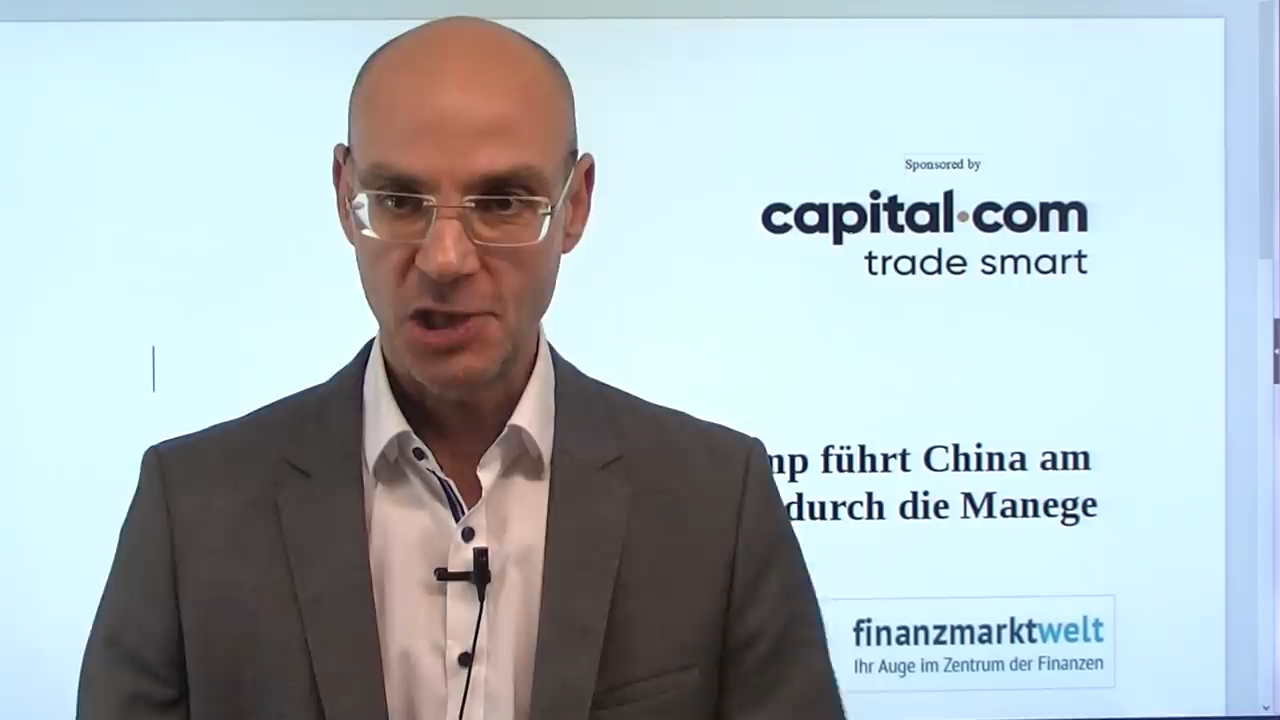 Sponsored by
capital.com
trade smart
mp führt China am
durch die Manege
finanzmarktwelt
Ihr Auge im Zentrum der Finanzen